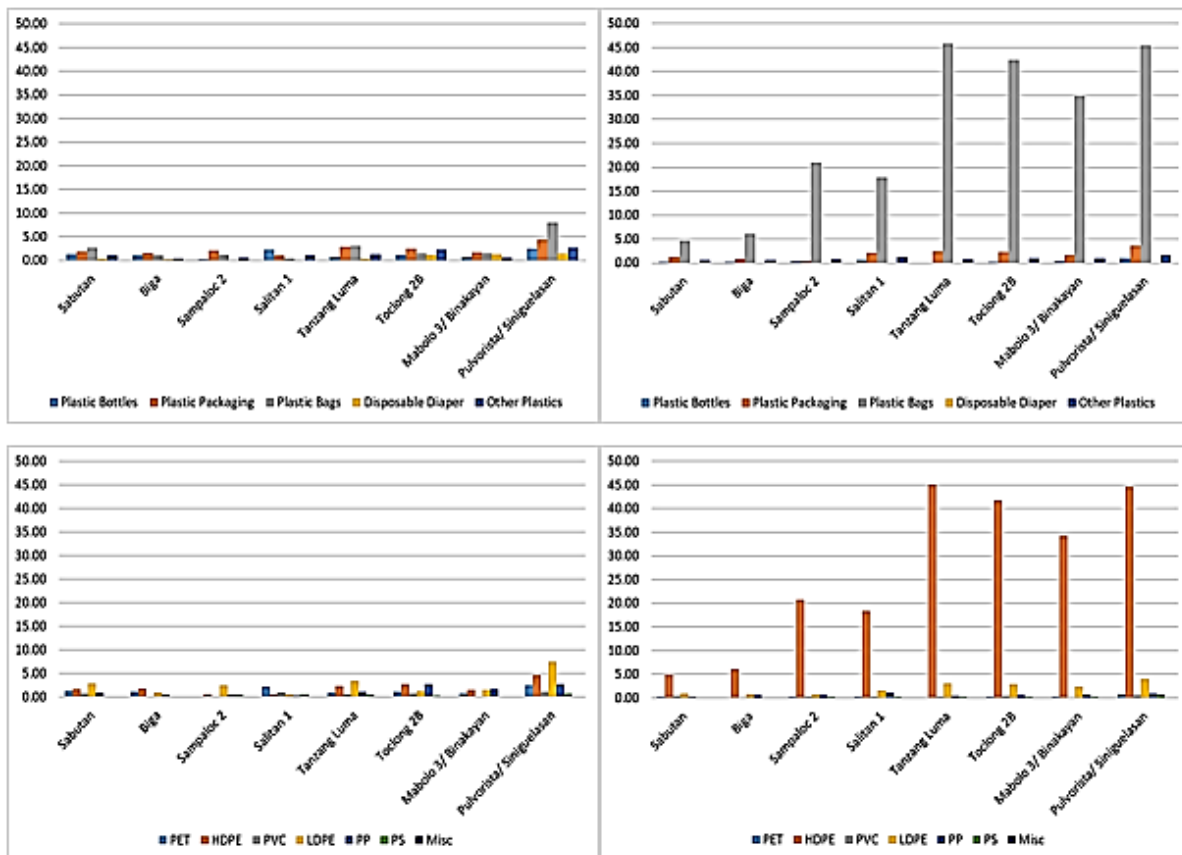 50.00
45.00
40.00
35.00
30.00
25.00
20.00
15.00
10.00
5.00
0.00
Sabutan
Biga
Sampaloc 2
Salitan 1
Tanzang Luma
Toclong 2B
Mabolo 3/ Binakayan
Pulvorista/ Siniguelasan
Plastic Bottles Plastic Packaging Plastic Bags Disposable Diaper Other Plastics
50.00
45.00
40.00
35.00
30.00
25.00
20.00
15.00
10.00
5.00
0.00
Sabutan
Biga
Sampaloc 2
Salitan 1
Tanzang Luma
Toclong 2B
Mabolo 3/ Binakayan
Pulvorista/ Siniguelasan
Plastic Bottles Plastic Packaging Plastic Bags Disposable Diaper Other Plastics
50.00
45.00
40.00
35.00
30.00
25.00
20.00
15.00
10.00
5.00
0.00
Sabutan
Biga
Sampaloc 2
Salitan 1
Tanzang Luma
Toclong 2B
Mabolo 3/ Binakayan
Pulvorista/ Siniguelasan
PET HDPE PVC LDPE PP PS Misc
50.00
45.00
40.00
35.00
30.00
25.00
20.00
15.00
10.00
5.00
0.00
Sabutan
Biga
Sampaloc 2
Salitan 1
Tanzang Luma
Toclong 2B
Mabolo 3/ Binakayan
Pulvorista/ Siniguelasan
PET HDPE PVC LDPE PP PS Misc